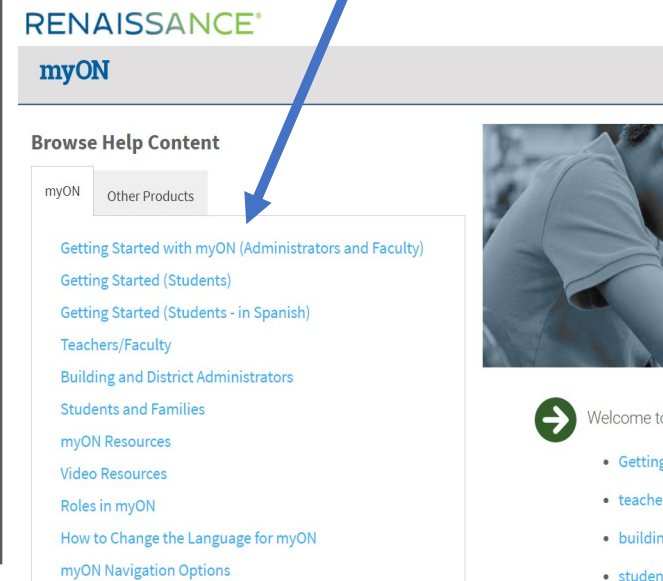 RENAISSANCE®
myON
Browse Help Content
myON
Other Products
Getting Started with myON (Administrators and Faculty)
Getting Started (Students)
Getting Started (Students - in Spanish)
Teachers/Faculty
Building and District Administrators
Students and Families
myON Resources
Video Resources
Roles in myON
How to Change the Language for myON
myON Navigation Options
Welcome
• Getting
•
•
•